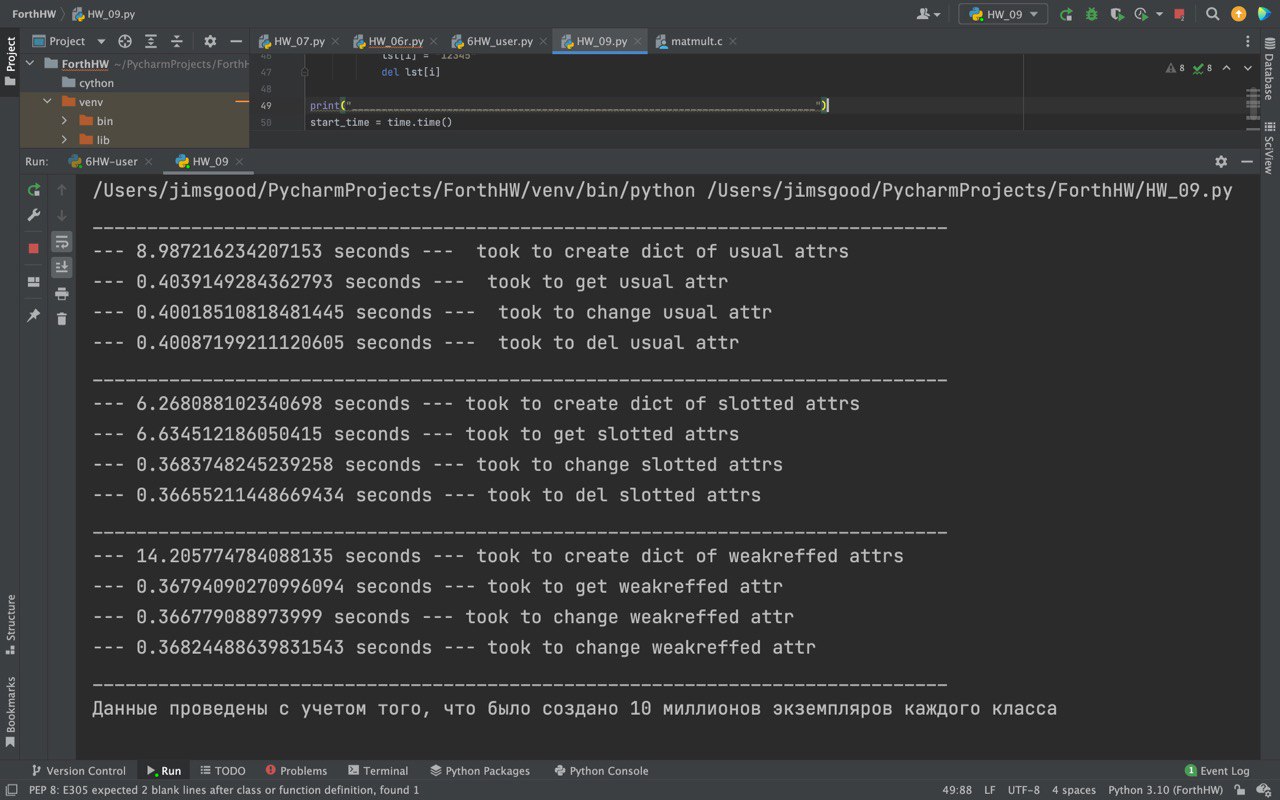 ForthHW HW_09.py HW_09
Project HW_07.py HW_06r.py 6HW_user.py HW_09.py matmult.c
Project
ForthHW ~/PycharmProjects/ForthH
cython
venv
bin
lib
46 lst[i] = "12345"
47 del lst[i]
48
49 print("_____________________________________________________________________")
50 start_time = time.time()
8 8
Database
SciView
Run: 6HW-user HW_09
/Users/jimsgood/PycharmProjects/ForthHW/venv/bin/python /Users/jimsgood/PycharmProjects/ForthHW/HW_09.py
______________________________________________________________________________
--- 8.987216234207153 seconds ---  took to create dict of usual attrs
--- 0.4039149284362793 seconds ---  took to get usual attr
--- 0.40018510818481445 seconds ---  took to change usual attr
--- 0.40087199211120605 seconds ---  took to del usual attr
______________________________________________________________________________
--- 6.268088102340698 seconds --- took to create dict of slotted attrs
--- 6.634512186050415 seconds --- took to get slotted attrs
--- 0.3683748245239258 seconds --- took to change slotted attrs
--- 0.36655211448669434 seconds --- took to del slotted attrs
______________________________________________________________________________
--- 14.205774784088135 seconds --- took to create dict of weakreffed attrs
--- 0.36794090270996094 seconds --- took to get weakreffed attr
--- 0.366779088973999 seconds --- took to change weakreffed attr
--- 0.36824488639831543 seconds --- took to change weakreffed attr
______________________________________________________________________________
Данные проведены с учетом того, что было создано 10 миллионов экземпляров каждого класса
Structure
Bookmarks
Version Control Run TODO Problems Terminal Python Packages Python Console 1 Event Log
PEP 8: E305 expected 2 blank lines after class or function definition, found 1 49:88 LF UTF-8 4 spaces Python 3.10 (ForthHW)